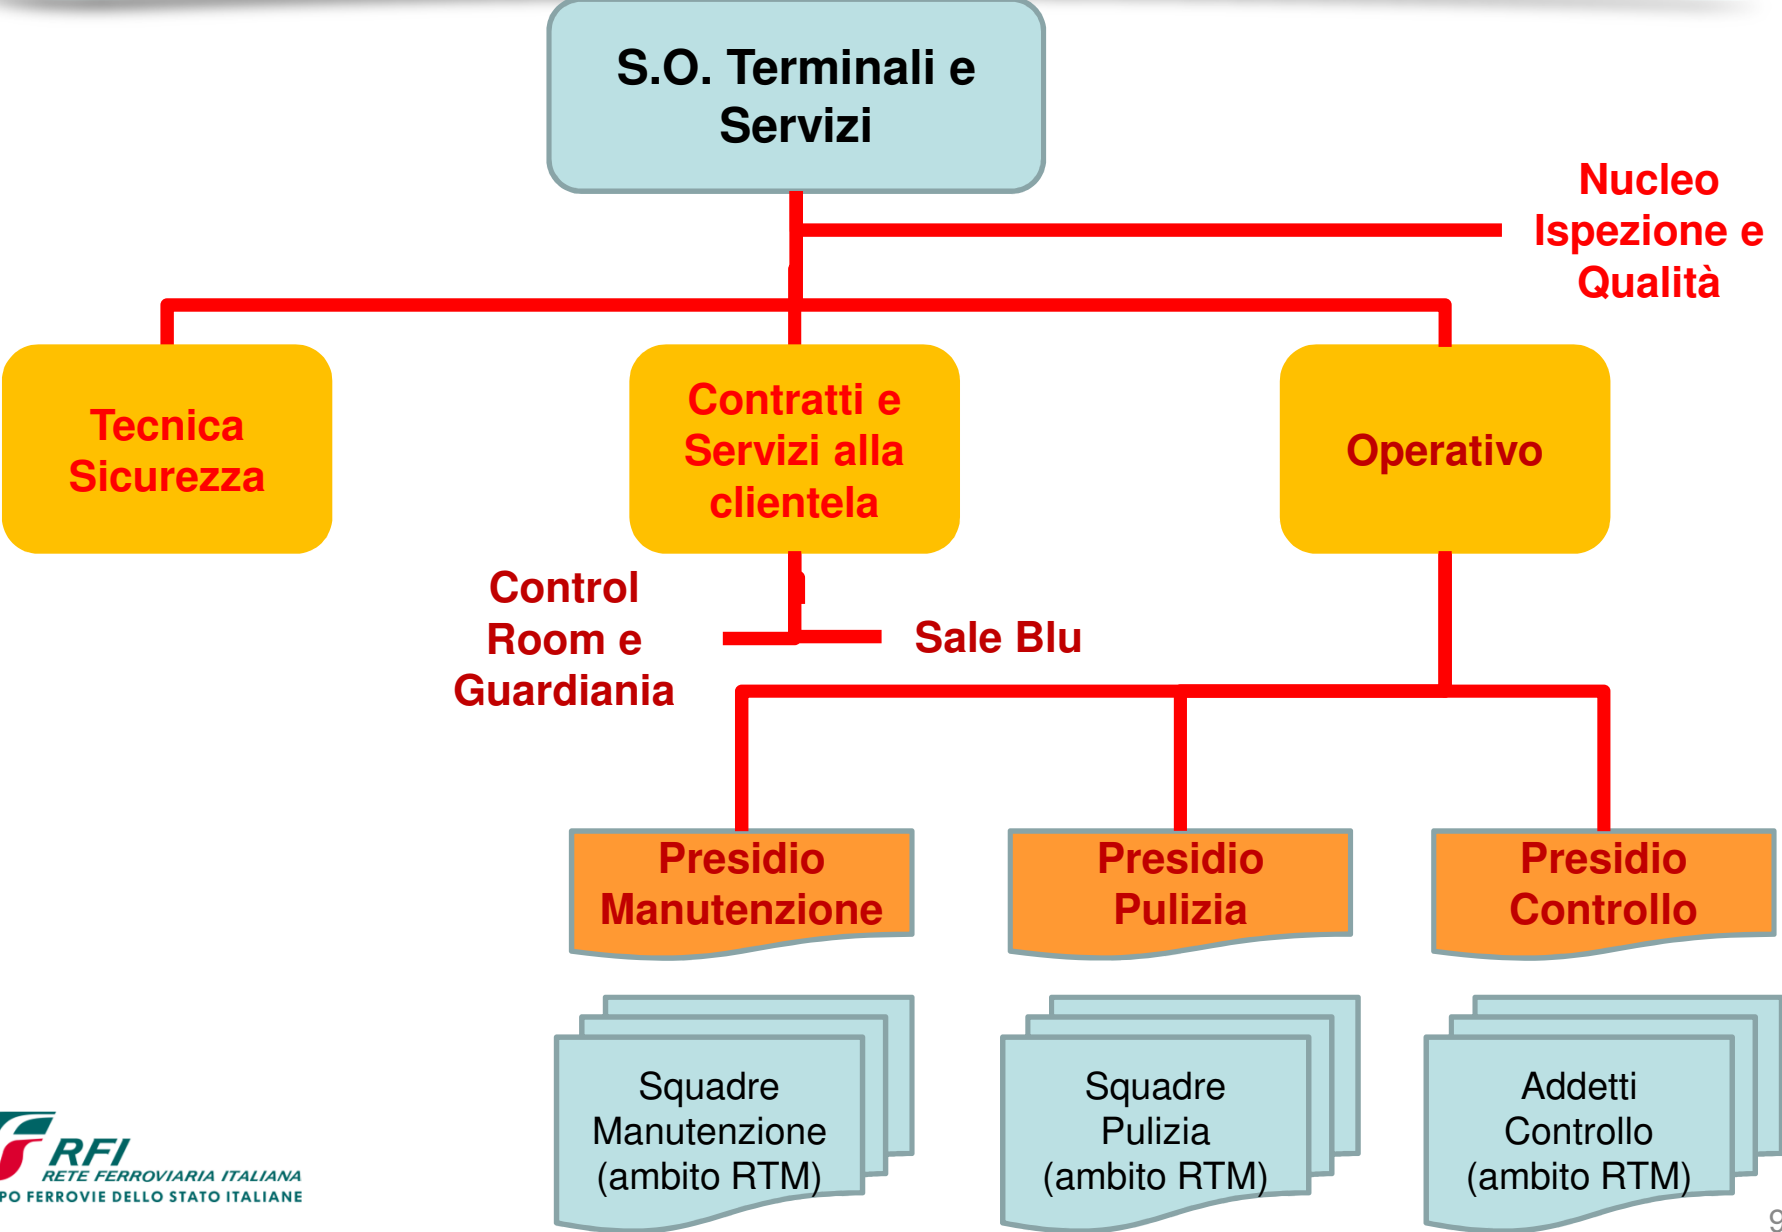 S.O. Terminali e
Servizi
Nucleo
Ispezione e
Qualità
Tecnica
Sicurezza
Contratti e
Servizi alla
clientela
Operativo
Control
Room e
Guardiania
Sale Blu
Presidio
Manutenzione
Presidio
Pulizia
Presidio
Controllo
Squadre
Manutenzione
(ambito RTM)
Squadre
Pulizia
(ambito RTM)
Addetti
Controllo
(ambito RTM)
RFI
RETE FERROVIARIA ITALIANA
PO FERROVIE DELLO STATO ITALIANE
9